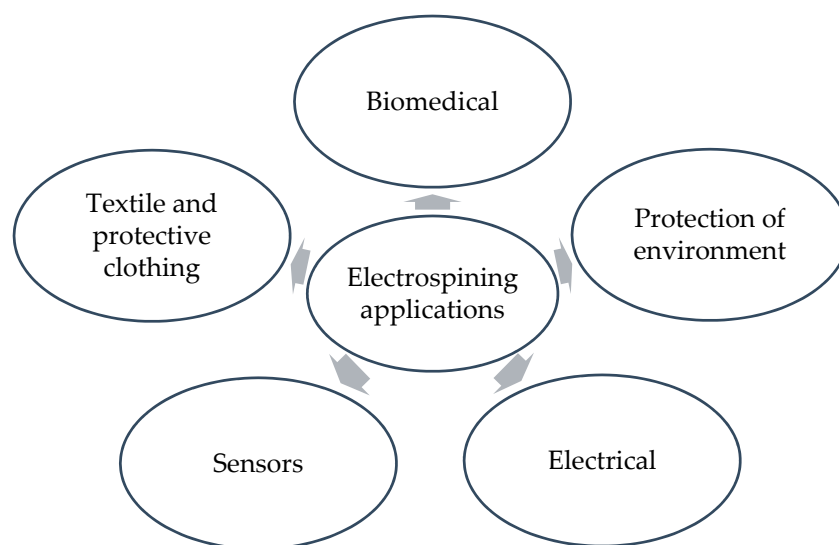 Biomedical
Textile and
protective
clothing
Protection of
environment
Electrospining
applications
Sensors
Electrical